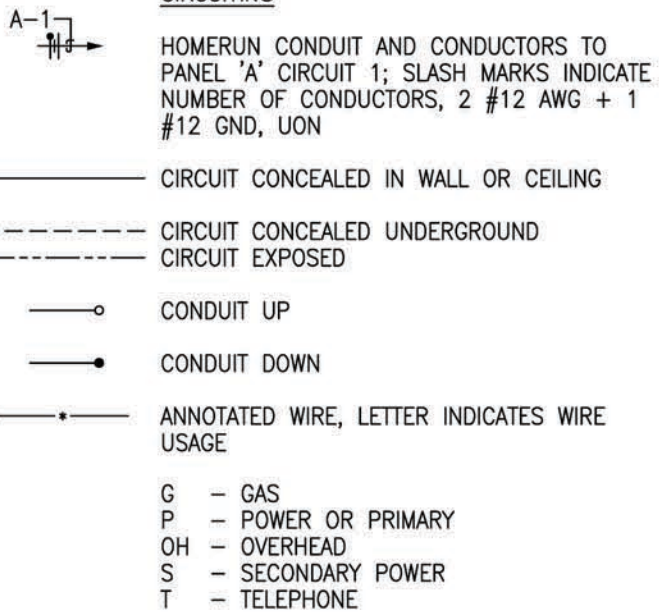 A-1
HOMERUN CONDUIT AND CONDUCTORS TO
PANEL 'A' CIRCUIT 1; SLASH MARKS INDICATE
NUMBER OF CONDUCTORS, 2 #12 AWG + 1
#12 GND, UON
CIRCUIT CONCEALED IN WALL OR CEILING
CIRCUIT CONCEALED UNDERGROUND
CIRCUIT EXPOSED
CONDUIT UP
CONDUIT DOWN
* ANNOTATED WIRE, LETTER INDICATES WIRE
USAGE
G – GAS
P – POWER OR PRIMARY
OH – OVERHEAD
S – SECONDARY POWER
T – TELEPHONE